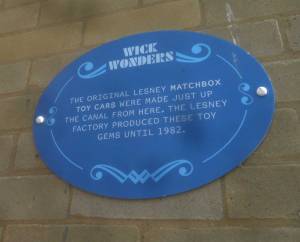 WICK
WONDERS
THE ORIGINAL LESNEY MATCHBOX
TOY CARS WERE MADE JUST UP
THE CANAL FROM HERE. THE LESNEY
FACTORY PRODUCED THESE TOY
GEMS UNTIL 1982.